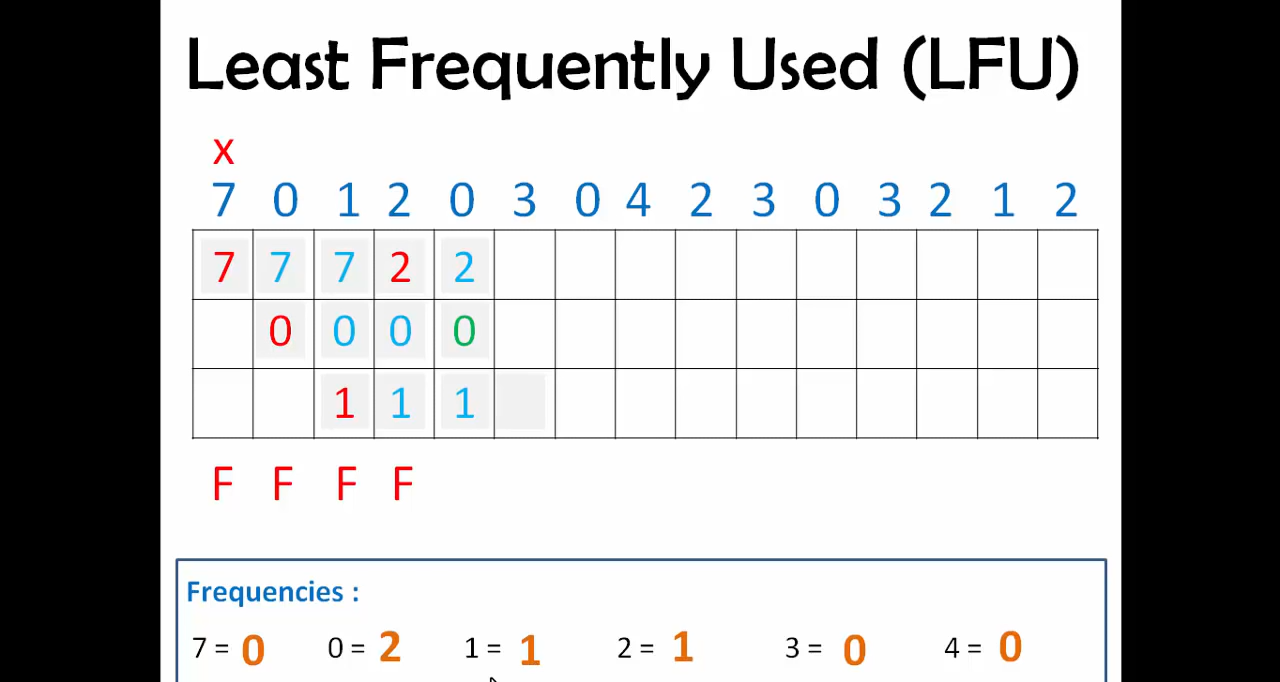 Least Frequently Used (LFU)
x
7 0 1 2 0 3 0 4 2 3 0 3 2 1 2
7 7 7 2 2
0 0 0 0
1 1 1
F F F F
Frequencies :
7 = 0 0 = 2 1 = 1 2 = 1 3 = 0 4 = 0